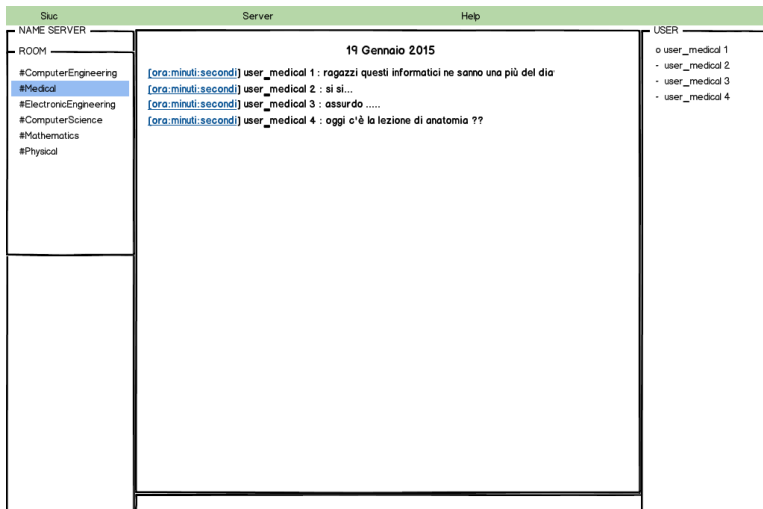 Siuc Server Help
NAME SERVER
ROOM
#ComputerEngineering
#Medical
#ElectronicEngineering
#ComputerScience
#Mathematics
#Physical
19 Gennaio 2015
[ora:minuti:secondi] user_medical 1 : ragazzi questi informatici ne sanno una più del dia
[ora:minuti:secondi] user_medical 2 : si si...
[ora:minuti:secondi] user_medical 3 : assurdo .....
[ora:minuti:secondi] user_medical 4 : oggi c'è la lezione di anatomia ??
USER
o user_medical 1
- user_medical 2
- user_medical 3
- user_medical 4